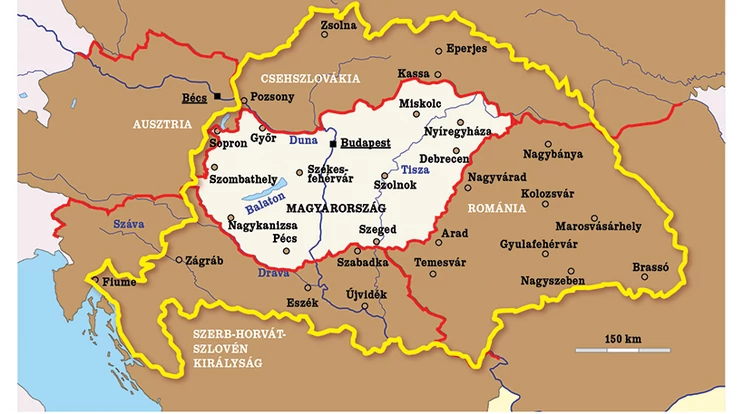 Zsolna
Eperjes
CSEHSZLOVÁKIA
Kassa
Bécs
Pozsony
Miskolc
AUSZTRIA
Győr
Duna
Nyíregyháza
Sopron
Budapest
Debrecen
Nagybánya
Szombathely
Székes-
fehérvár
Tisza
Szolnok
Nagyvárad
Kolozsvár
Balaton
MAGYARORSZÁG
ROMÁNIA
Marosvásárhely
Száva
Nagykanizsa
Pécs
Szeged
Arad
Gyulafehérvár
Zágráb
Szabadka
Temesvár
Nagyszeben
Brassó
Fiume
Dráva
Eszék
Újvidék
SZERB-HORVÁT-
SZLOVÉN
KIRÁLYSÁG
150 km